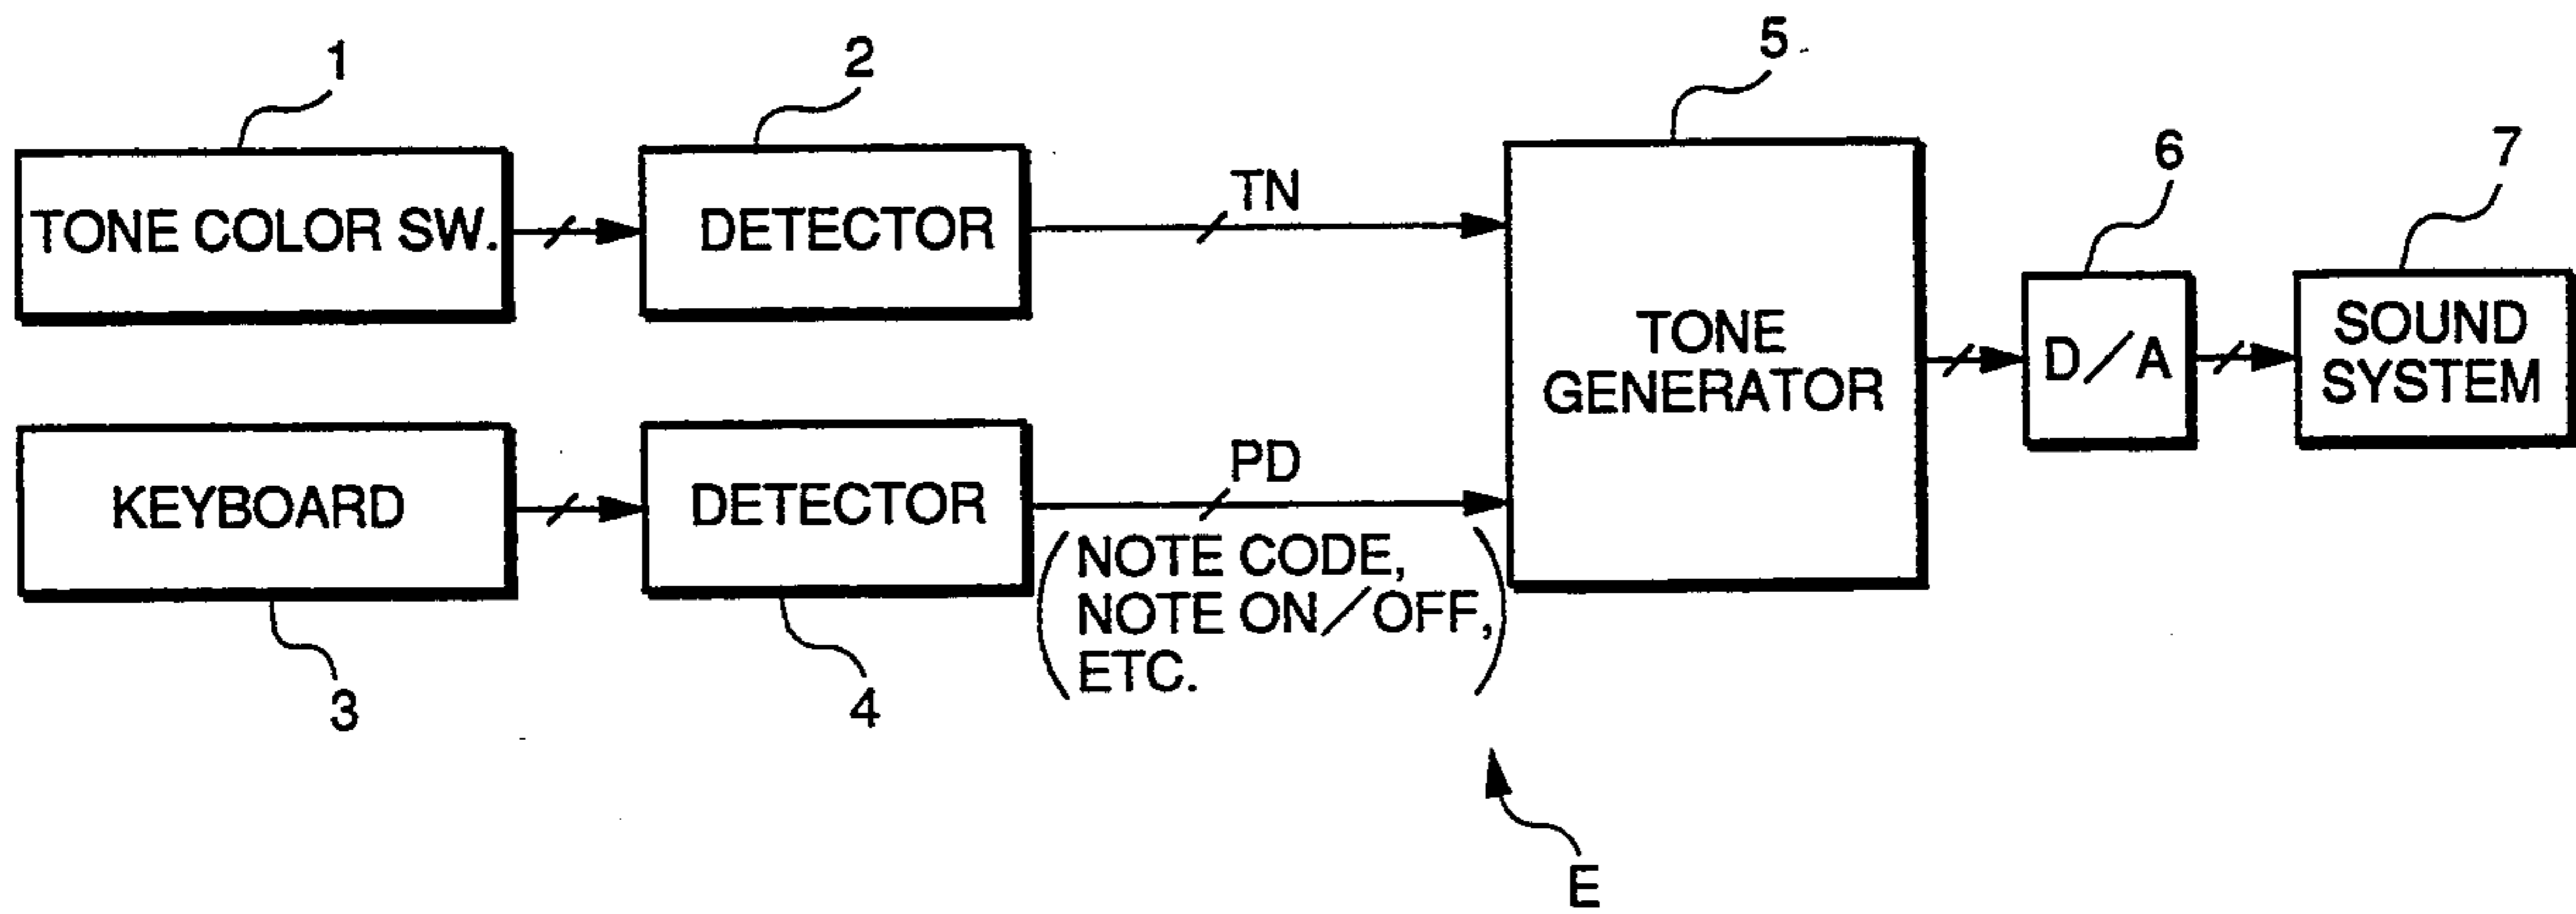 1
2
5
6
7
TONE COLOR SW.
DETECTOR
TN
TONE
GENERATOR
D/A
SOUND
SYSTEM
KEYBOARD
DETECTOR
PD
NOTE CODE,
NOTE ON/OFF,
ETC.
3
4
E